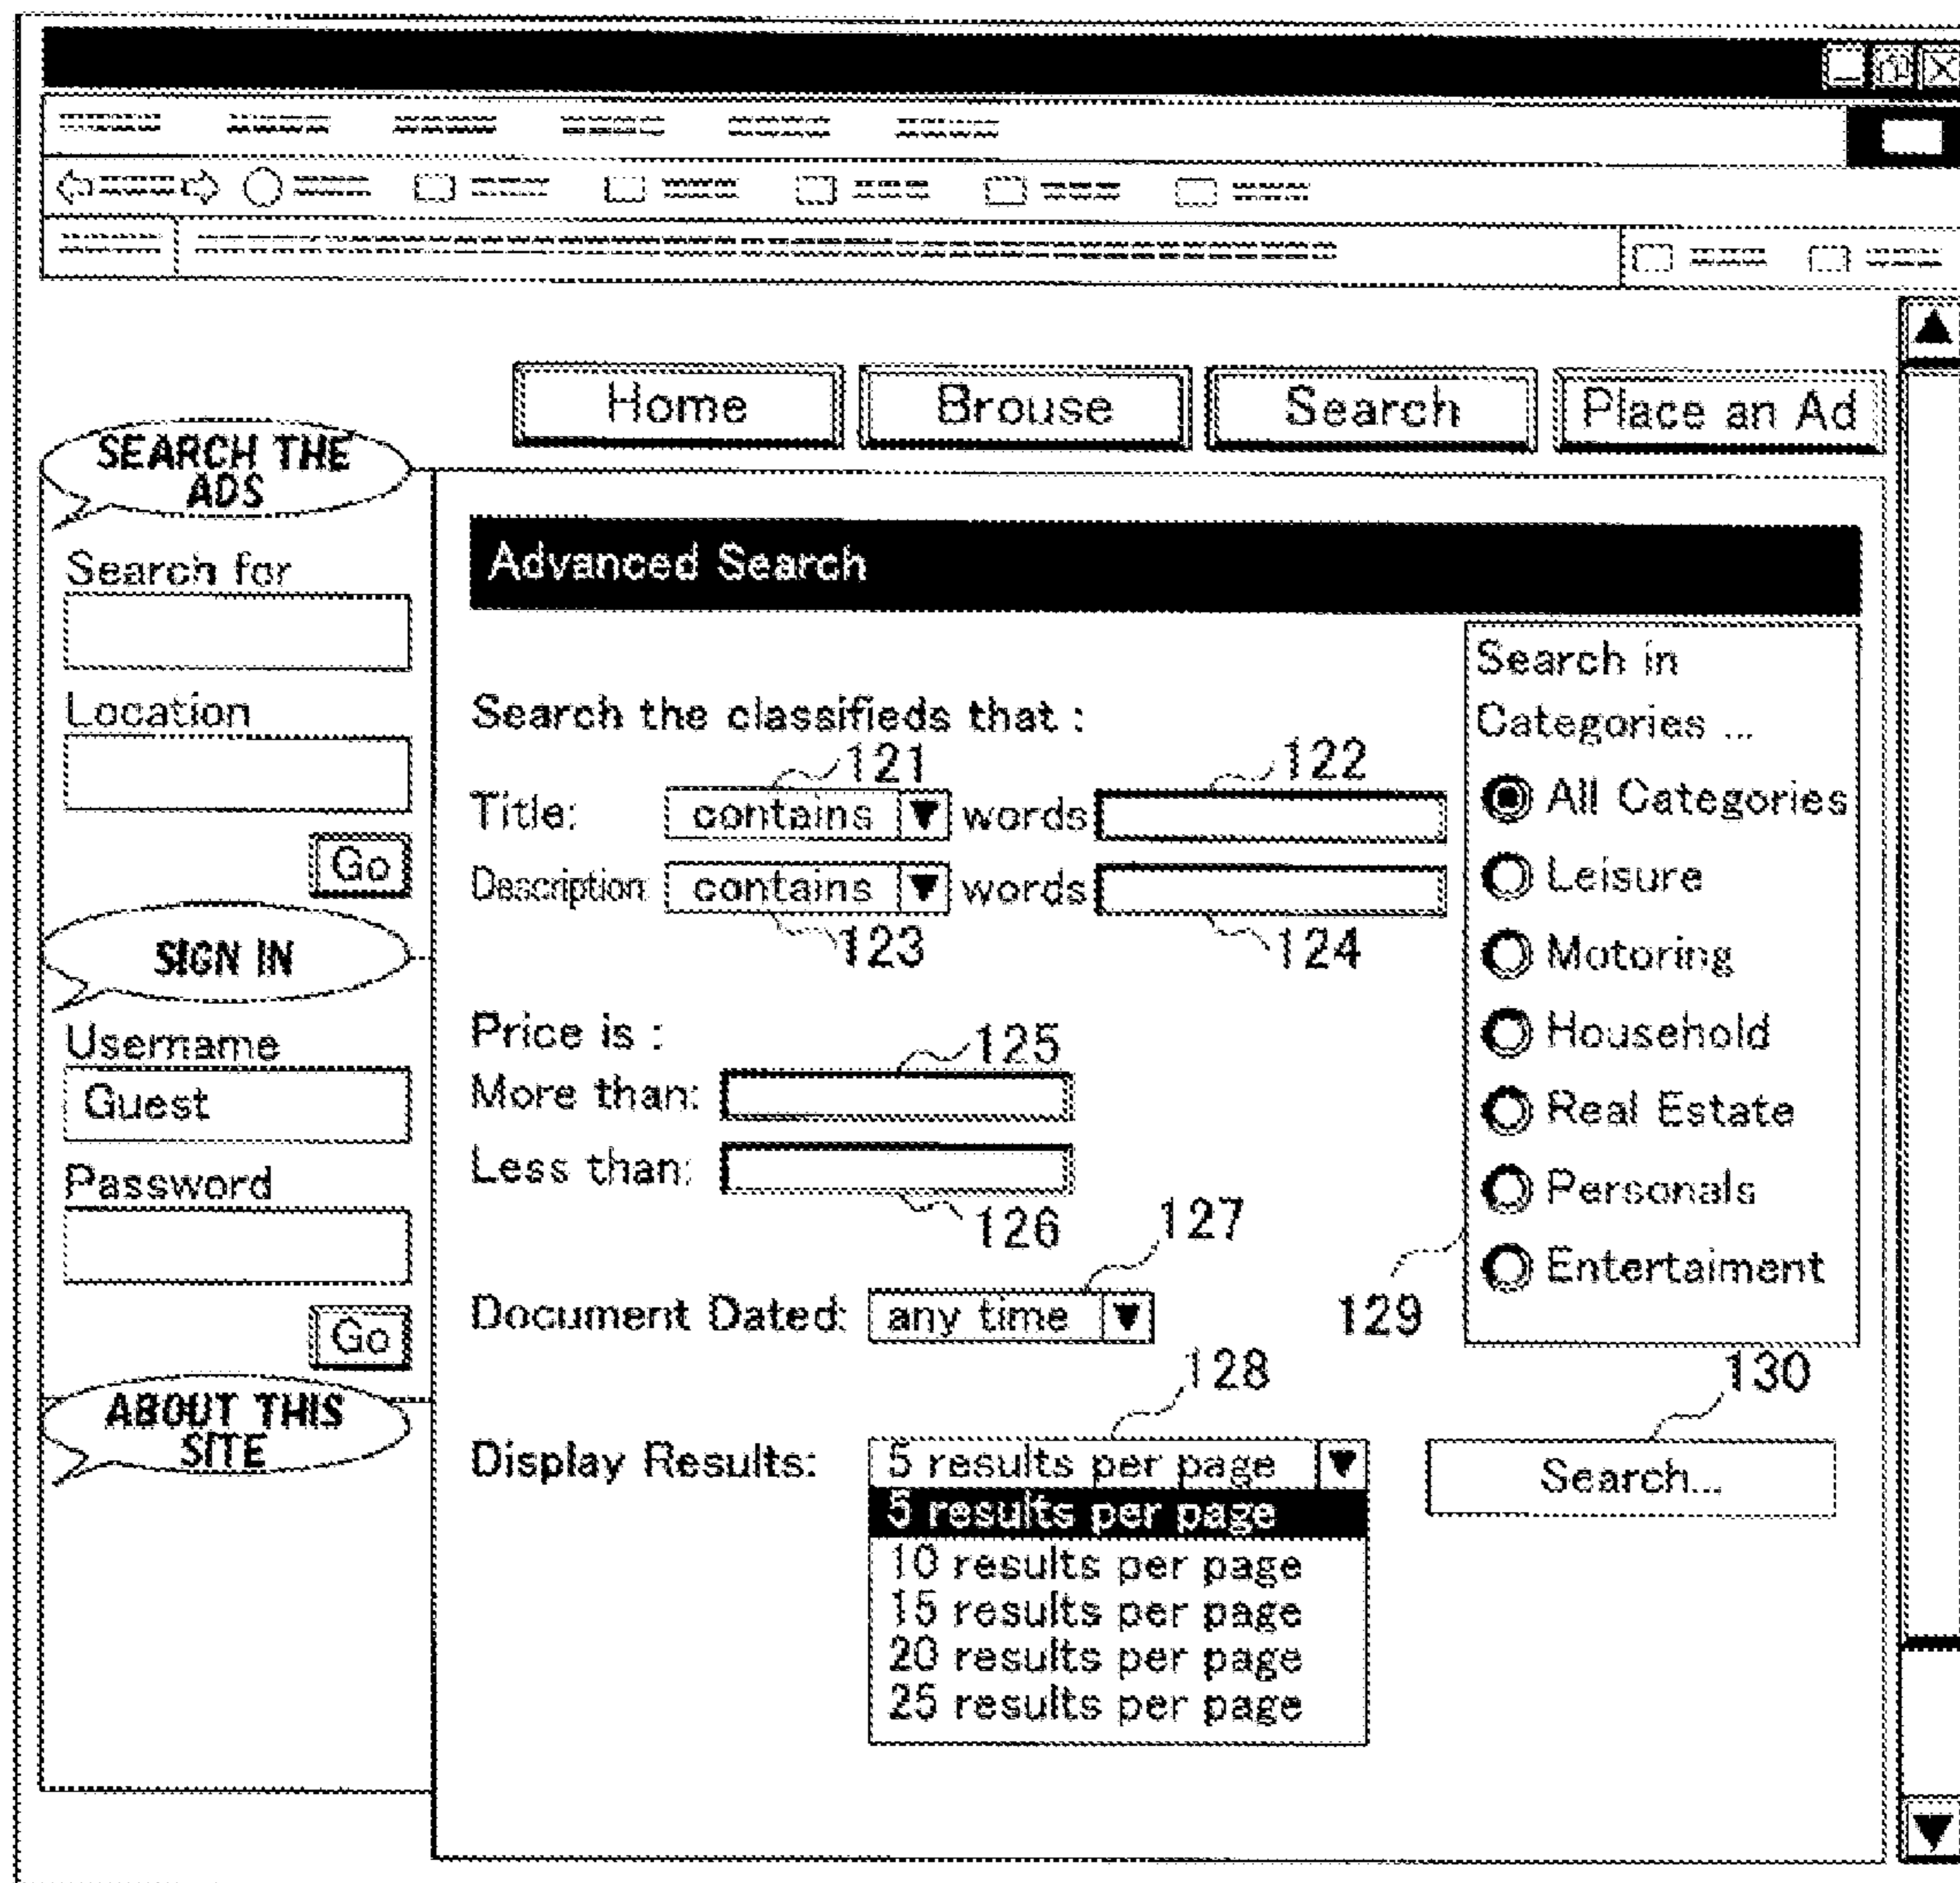 Home Brouse Search Place an Ad
SEARCH THE
ADS
Search for
Location
Go
SIGN IN
Username
Guest
Password
Go
ABOUT THIS
SITE
Advanced Search
Search the classifieds that :
121 122
Title: contains words
Description: contains words
123 124
Price is :
125
More than:
Less than:
126
127
Document Dated: any time
128
Display Results: 5 results per page
5 results per page
10 results per page
15 results per page
20 results per page
25 results per page
Search in
Categories ...
All Categories
Leisure
Motoring
Household
Real Estate
Personals
Entertaiment
129
130
Search...